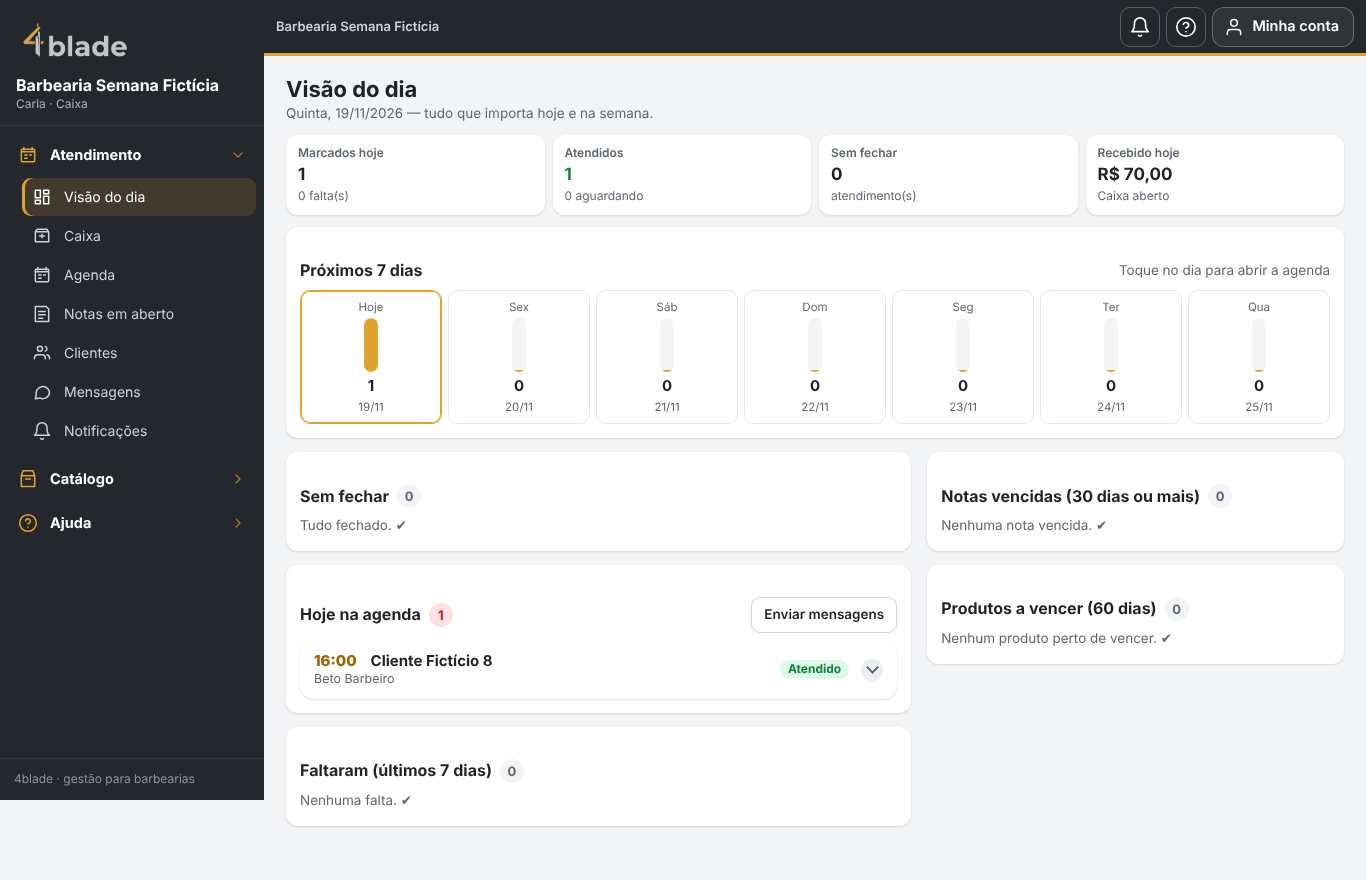 4blade
Barbearia Semana Fictícia
Carla · Caixa
Atendimento
Visão do dia
Caixa
Agenda
Notas em aberto
Clientes
Mensagens
Notificações
Catálogo
Ajuda
4blade · gestão para barbearias
Barbearia Semana Fictícia
Minha conta
Visão do dia
Quinta, 19/11/2026 — tudo que importa hoje e na semana.
Marcados hoje
1
0 falta(s)
Atendidos
1
0 aguardando
Sem fechar
0
atendimento(s)
Recebido hoje
R$ 70,00
Caixa aberto
Próximos 7 dias
Toque no dia para abrir a agenda
Hoje
1
19/11
Sex
0
20/11
Sáb
0
21/11
Dom
0
22/11
Seg
0
23/11
Ter
0
24/11
Qua
0
25/11
Sem fechar 0
Tudo fechado. ✔
Notas vencidas (30 dias ou mais) 0
Nenhuma nota vencida. ✔
Hoje na agenda 1
Enviar mensagens
16:00 Cliente Fictício 8
Beto Barbeiro
Atendido
Produtos a vencer (60 dias) 0
Nenhum produto perto de vencer. ✔
Faltaram (últimos 7 dias) 0
Nenhuma falta. ✔